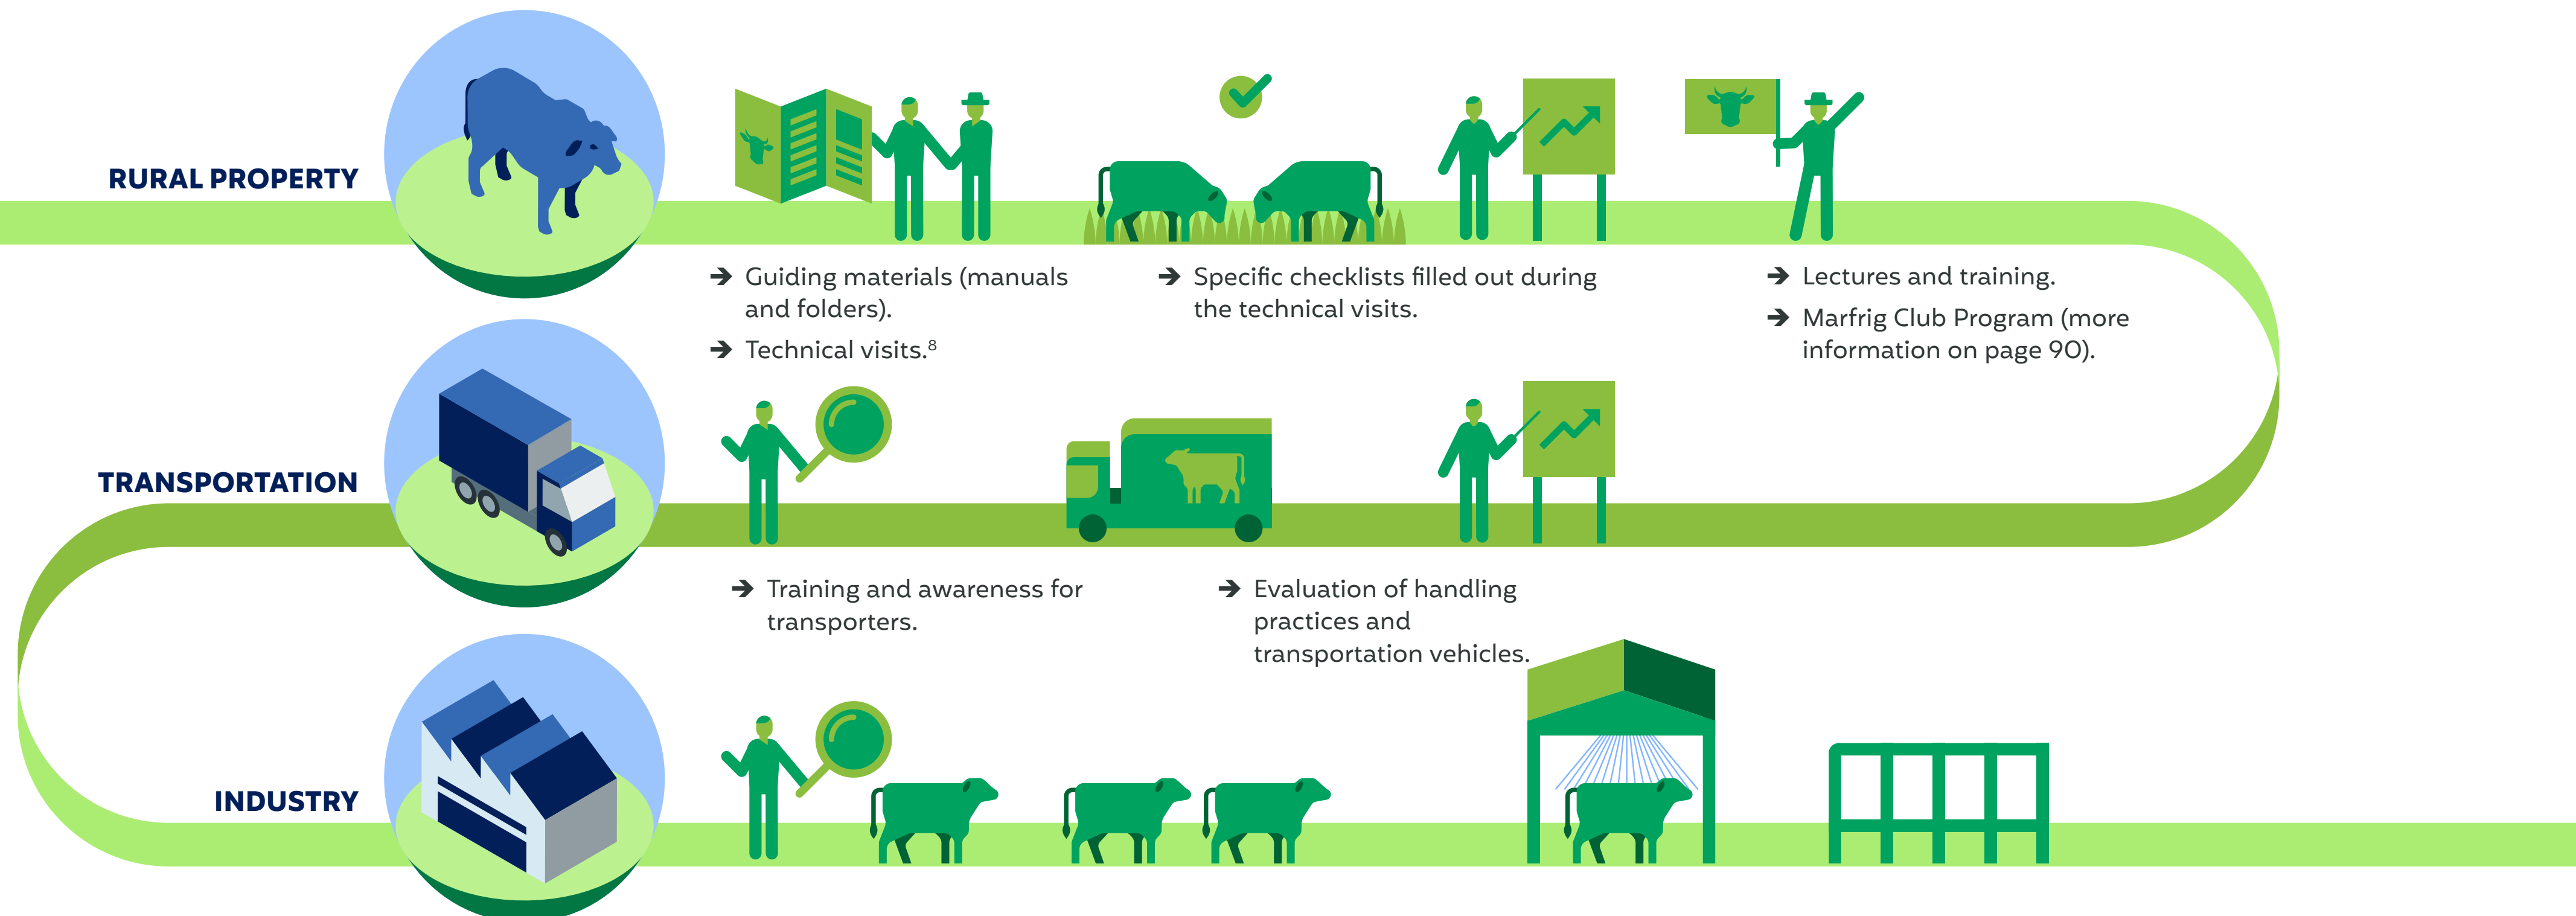 RURAL PROPERTY
➔ Guiding materials (manuals
and folders).
➔ Technical visits.⁸
➔ Specific checklists filled out during
the technical visits.
➔ Lectures and training.
➔ Marfrig Club Program (more
information on page 90).
TRANSPORTATION
➔ Training and awareness for
transporters.
➔ Evaluation of handling
practices and
transportation vehicles.
INDUSTRY